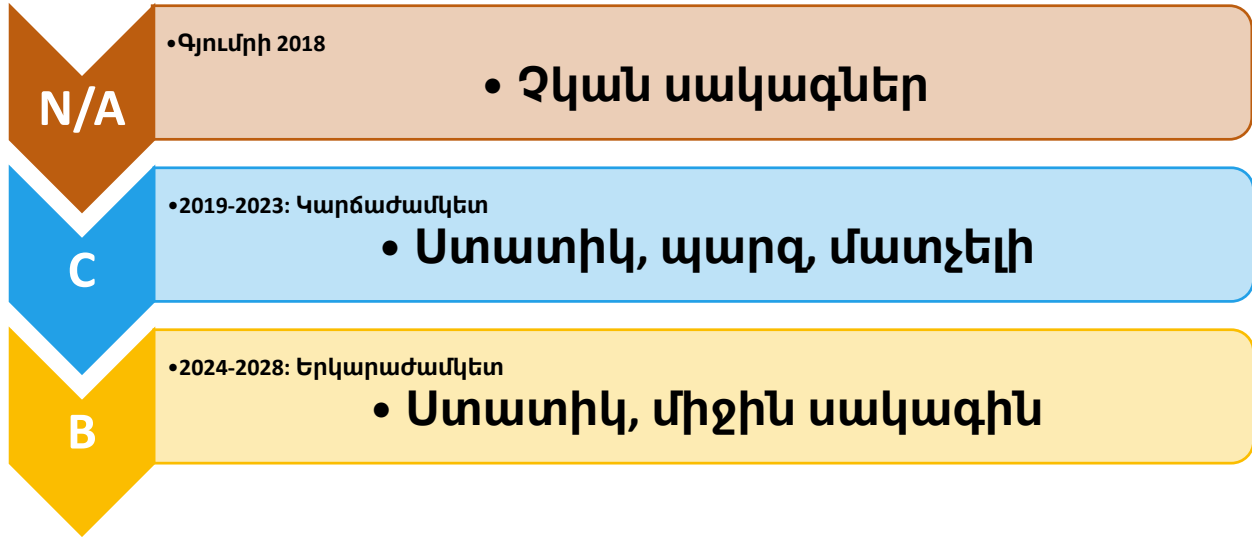 N/A
•Գյումրի 2018
• Չկան սակագներ
C
•2019-2023: Կարճաժամկետ
• Ստատիկ, պարզ, մատչելի
B
•2024-2028: Երկարաժամկետ
• Ստատիկ, միջին սակագին